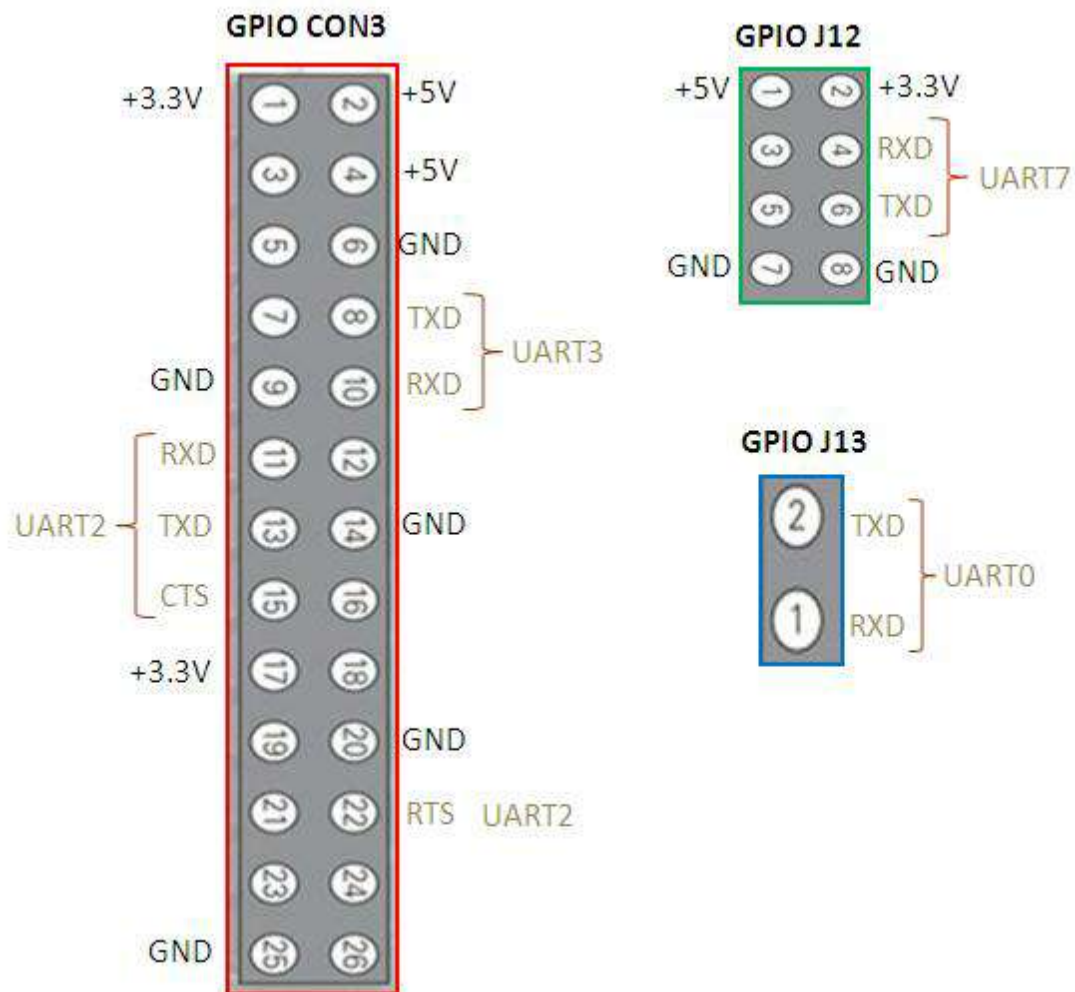 GPIO CON3
+3.3V 1 2 +5V
3 4 +5V
5 6 GND
7 8 TXD
UART3
GND 9 10 RXD
RXD 11 12
UART2 TXD 13 14 GND
CTS 15 16
+3.3V 17 18
19 20 GND
21 22 RTS UART2
23 24
GND 25 26
GPIO J12
+5V 1 2 +3.3V
3 4 RXD
UART7
5 6 TXD
GND 7 8 GND
GPIO J13
2 TXD
UART0
1 RXD